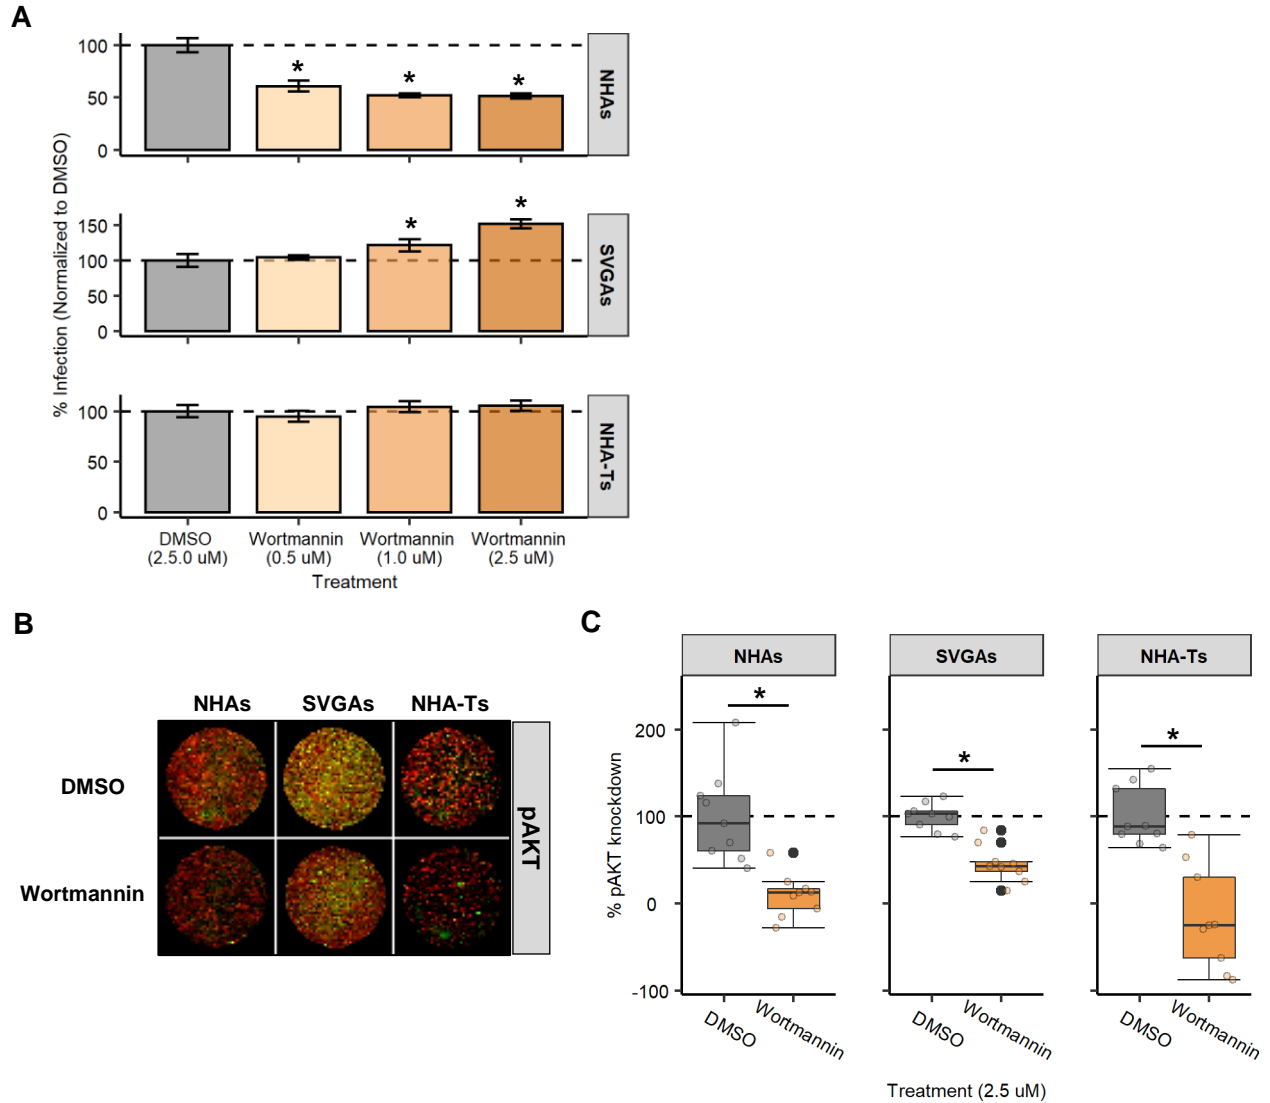 A
% Infection (Normalized to DMSO)
100
50
0
*
*
*
NHAs
150
100
50
0
*
*
SVGAs
100
50
0
NHA-Ts
DMSO
(2.5.0 uM)
Wortmannin
(0.5 uM)
Wortmannin
(1.0 uM)
Wortmannin
(2.5 uM)
Treatment
B
NHAs
SVGAs
NHA-Ts
DMSO
Wortmannin
pAKT
C
NHAs
SVGAs
NHA-Ts
% pAKT knockdown
200
100
0
-100
*
*
*
DMSO
Wortmannin
DMSO
Wortmannin
DMSO
Wortmannin
Treatment (2.5 uM)